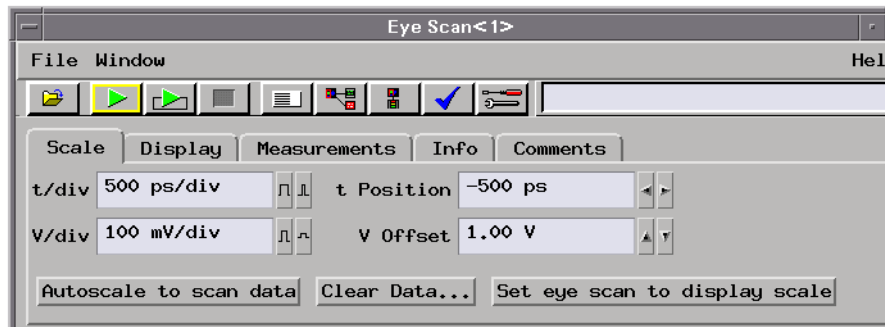 Eye Scan<1>
File Window Hel
Scale Display Measurements Info Comments
t/div 500 ps/div t Position -500 ps
V/div 100 mV/div V Offset 1.00 V
Autoscale to scan data Clear Data... Set eye scan to display scale